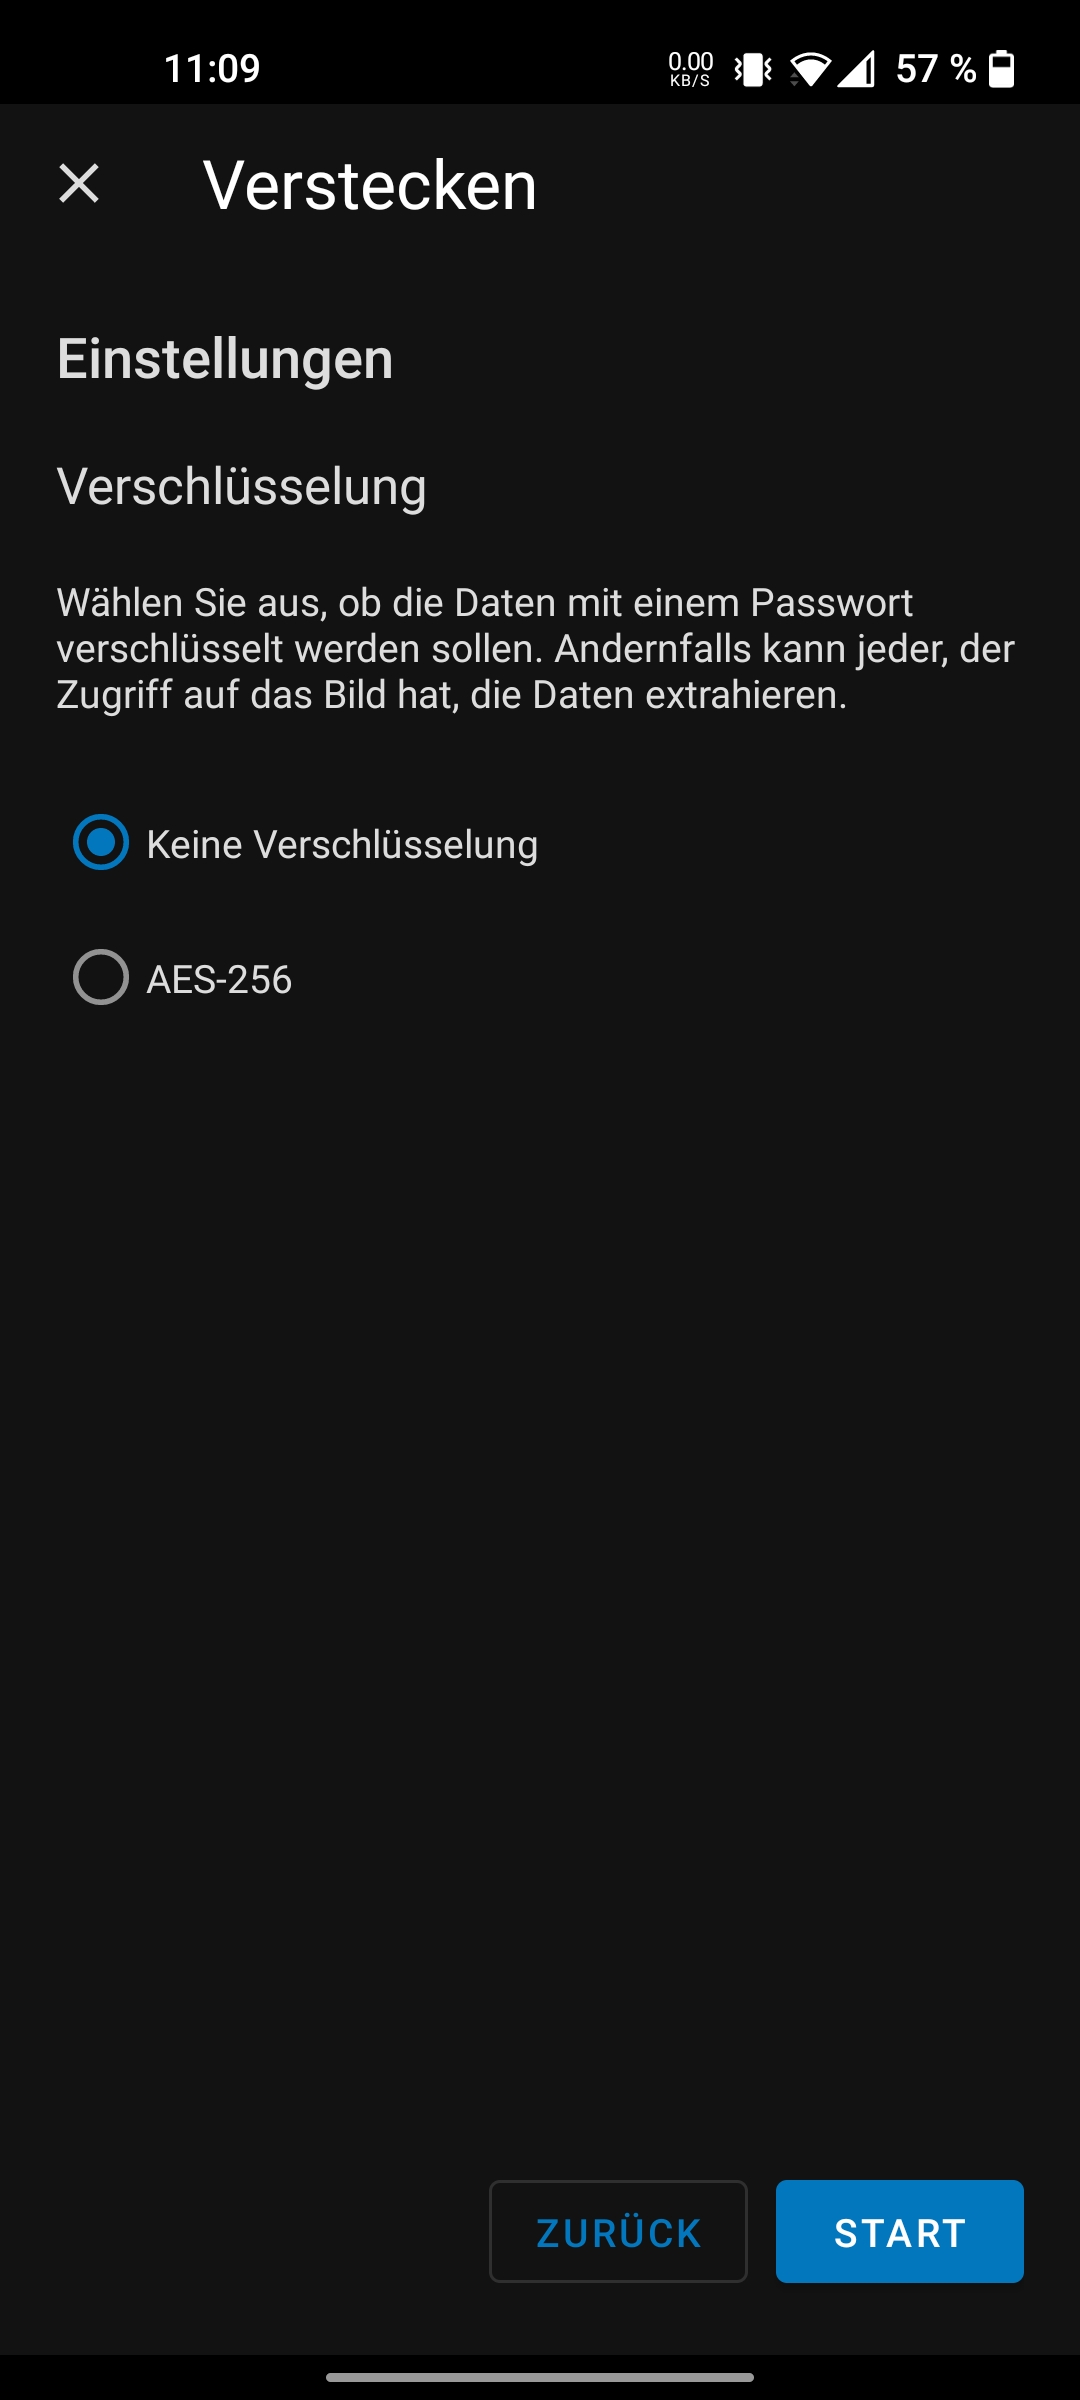 11:09
0.00
KB/S
57 %
Verstecken
Einstellungen
Verschlüsselung
Wählen Sie aus, ob die Daten mit einem Passwort
verschlüsselt werden sollen. Andernfalls kann jeder, der
Zugriff auf das Bild hat, die Daten extrahieren.
Keine Verschlüsselung
AES-256
ZURÜCK
START